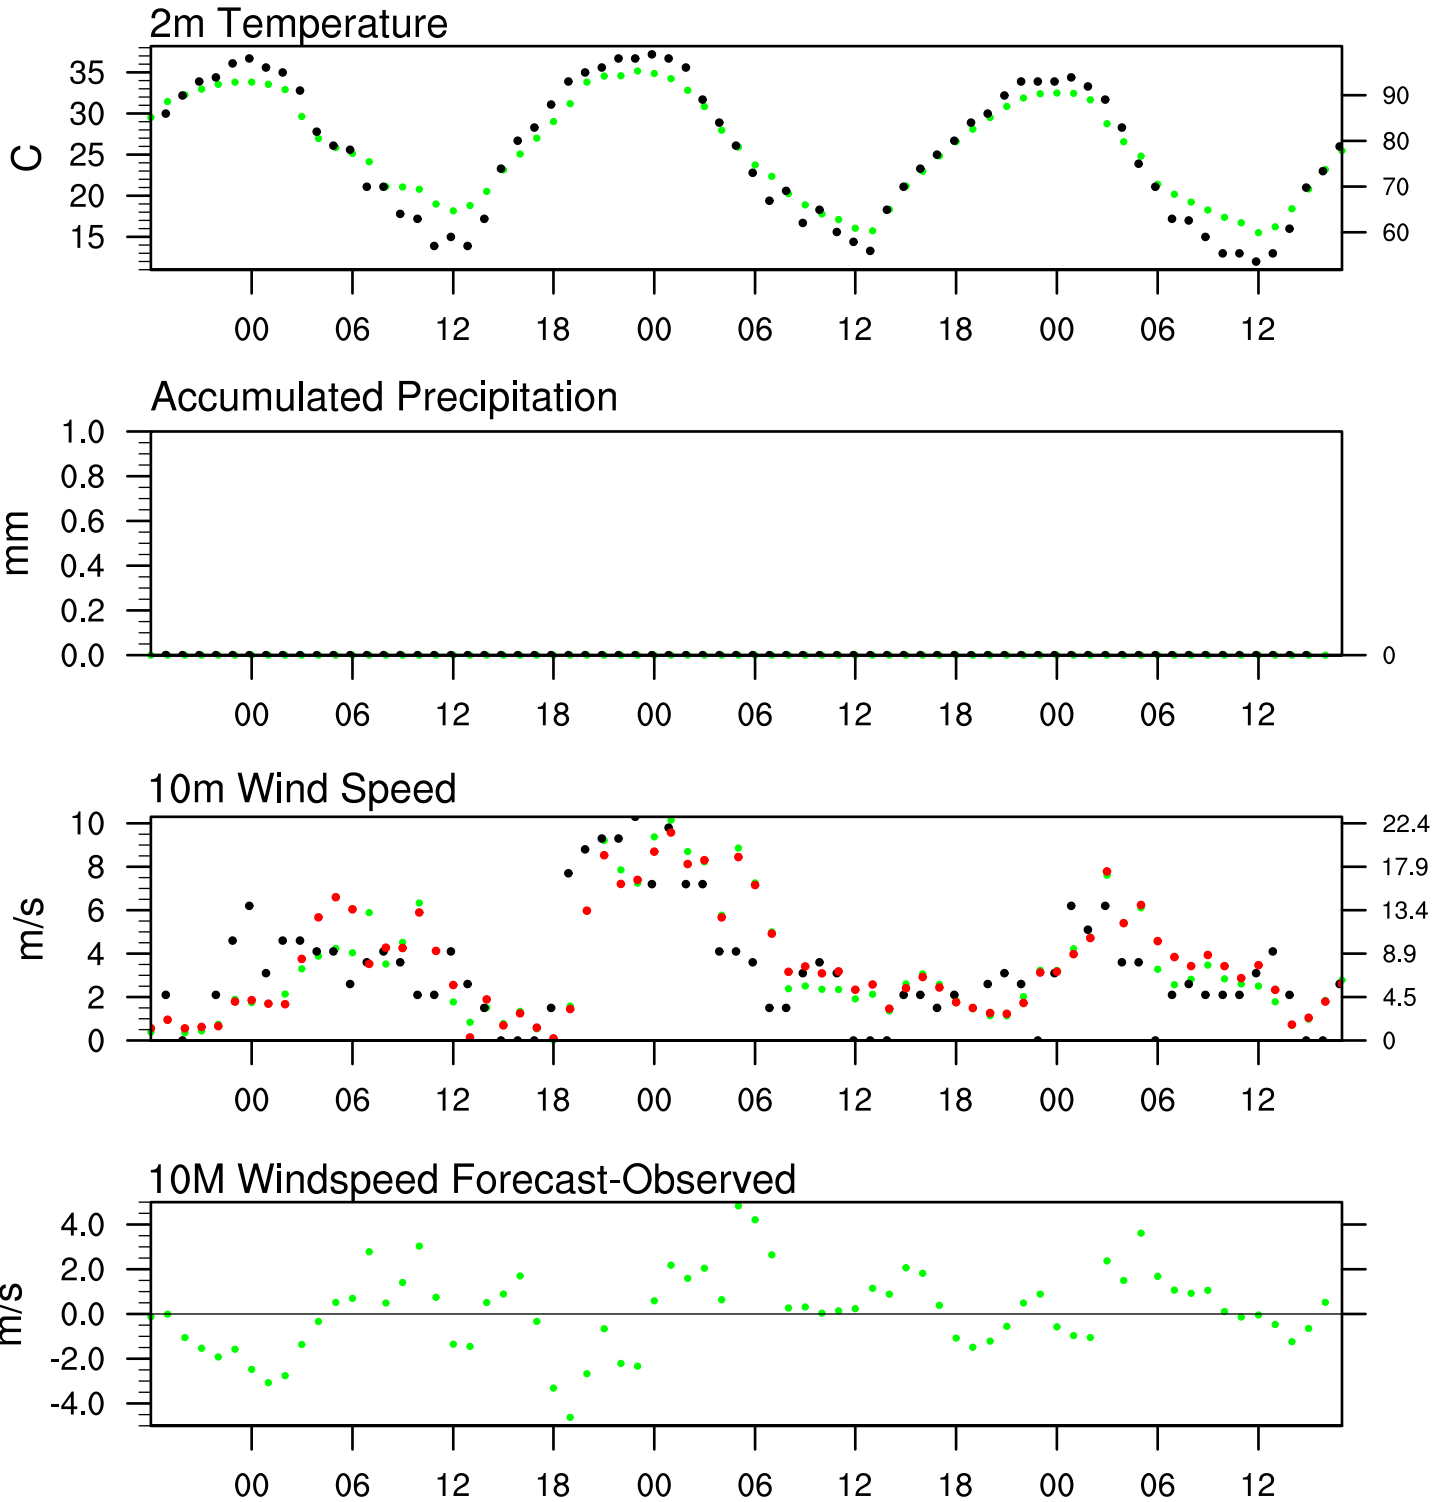 2m Temperature
35
30
25
20
15
C
90
80
70
60
00 06 12 18 00 06 12 18 00 06 12
Accumulated Precipitation
1.0
0.8
0.6
0.4
0.2
0.0
mm
0
00 06 12 18 00 06 12 18 00 06 12
10m Wind Speed
10
8
6
4
2
0
m/s
22.4
17.9
13.4
8.9
4.5
0
00 06 12 18 00 06 12 18 00 06 12
10M Windspeed Forecast-Observed
4.0
2.0
0.0
-2.0
-4.0
m/s
00 06 12 18 00 06 12 18 00 06 12